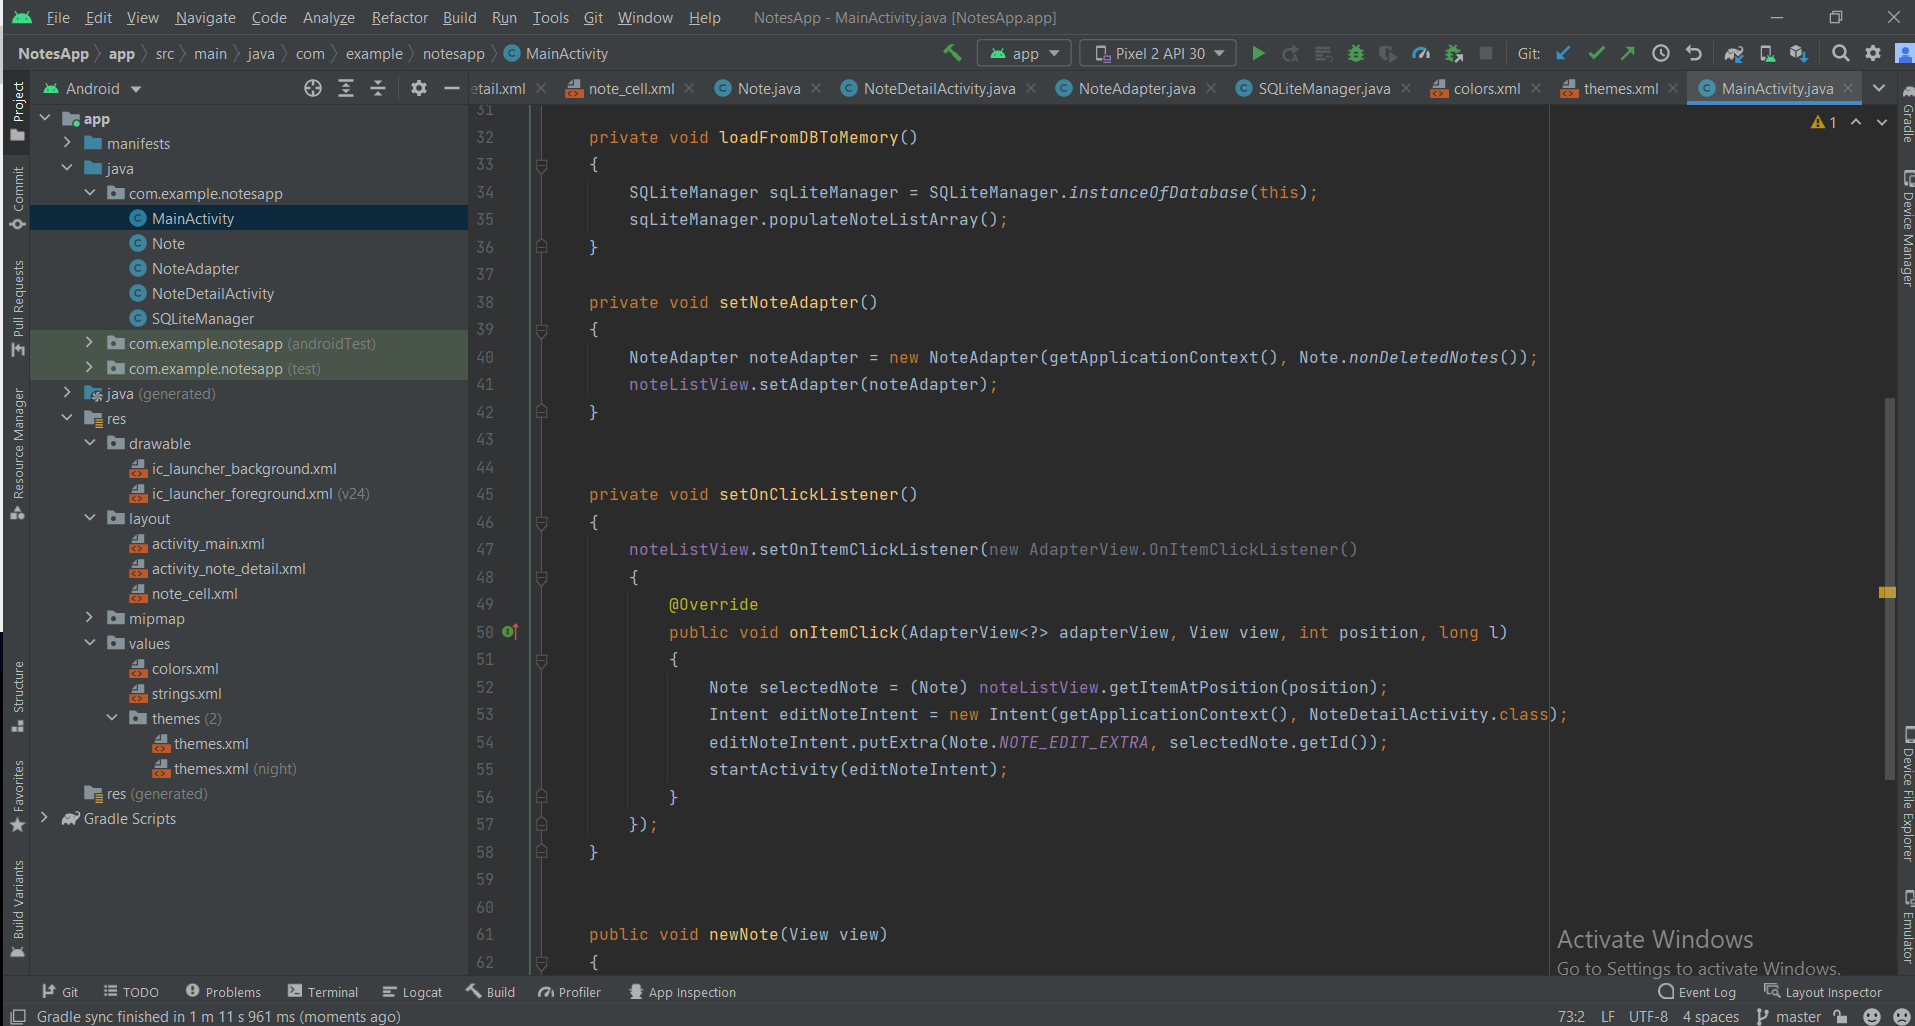 File Edit View Navigate Code Analyze Refactor Build Run Tools Git Window Help NotesApp - MainActivity.java [NotesApp.app]
NotesApp app src main java com example notesapp MainActivity app Pixel 2 API 30 Git:
Android
etail.xml note_cell.xml Note.java NoteDetailActivity.java NoteAdapter.java SQLiteManager.java colors.xml themes.xml MainActivity.java
Project
Commit
Pull Requests
Resource Manager
Structure
Favorites
Build Variants
app
manifests
java
com.example.notesapp
MainActivity
Note
NoteAdapter
NoteDetailActivity
SQLiteManager
com.example.notesapp (androidTest)
com.example.notesapp (test)
java (generated)
res
drawable
ic_launcher_background.xml
ic_launcher_foreground.xml (v24)
layout
activity_main.xml
activity_note_detail.xml
note_cell.xml
mipmap
values
colors.xml
strings.xml
themes (2)
themes.xml
themes.xml (night)
res (generated)
Gradle Scripts
1
31
32 private void loadFromDBToMemory()
33 {
34 SQLiteManager sqLiteManager = SQLiteManager.instanceOfDatabase(this);
35 sqLiteManager.populateNoteListArray();
36 }
37
38 private void setNoteAdapter()
39 {
40 NoteAdapter noteAdapter = new NoteAdapter(getApplicationContext(), Note.nonDeletedNotes());
41 noteListView.setAdapter(noteAdapter);
42 }
43
44
45 private void setOnClickListener()
46 {
47 noteListView.setOnItemClickListener(new AdapterView.OnItemClickListener()
48 {
49 @Override
50 public void onItemClick(AdapterView<?> adapterView, View view, int position, long l)
51 {
52 Note selectedNote = (Note) noteListView.getItemAtPosition(position);
53 Intent editNoteIntent = new Intent(getApplicationContext(), NoteDetailActivity.class);
54 editNoteIntent.putExtra(Note.NOTE_EDIT_EXTRA, selectedNote.getId());
55 startActivity(editNoteIntent);
56 }
57 });
58 }
59
60
61 public void newNote(View view)
62 {
Gradle
Device Manager
Device File Explorer
Emulator
Activate Windows
Go to Settings to activate Windows.
Git TODO Problems Terminal Logcat Build Profiler App Inspection Event Log Layout Inspector
Gradle sync finished in 1 m 11 s 961 ms (moments ago) 73:2 LF UTF-8 4 spaces master